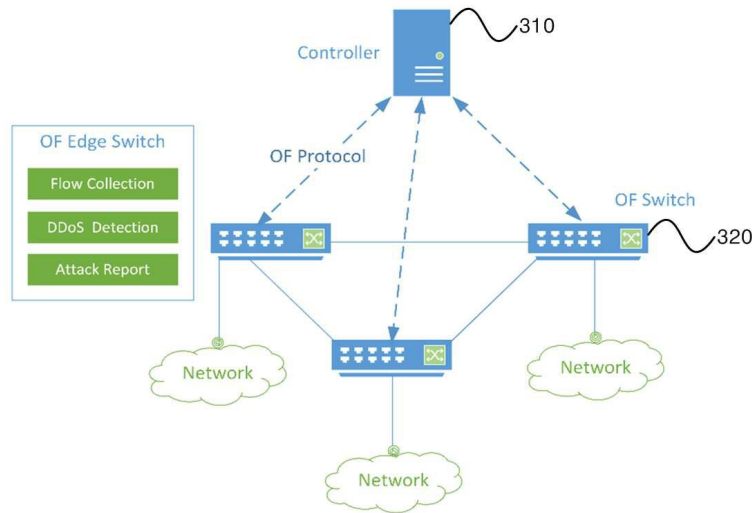 310
Controller
OF Edge Switch
Flow Collection
DDoS Detection
Attack Report
OF Protocol
OF Switch
320
Network
Network
Network